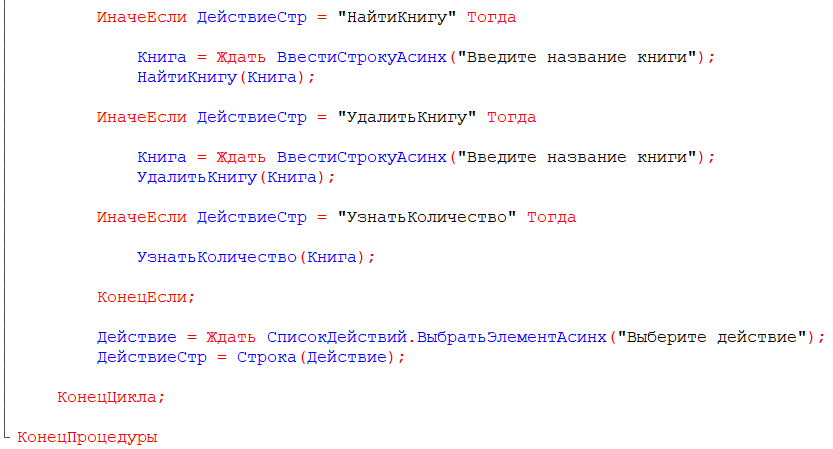 ИначеЕсли ДействиеСтр = "НайтиКнигу" Тогда
Книга = Ждать ВвестиСтрокуАсинх("Введите название книги");
НайтиКнигу(Книга);
ИначеЕсли ДействиеСтр = "УдалитьКнигу" Тогда
Книга = Ждать ВвестиСтрокуАсинх("Введите название книги");
УдалитьКнигу(Книга);
ИначеЕсли ДействиеСтр = "УзнатьКоличество" Тогда
УзнатьКоличество(Книга);
КонецЕсли;
Действие = Ждать СписокДействий.ВыбратьЭлементАсинх("Выберите действие");
ДействиеСтр = Строка(Действие);
КонецЦикла;
КонецПроцедуры